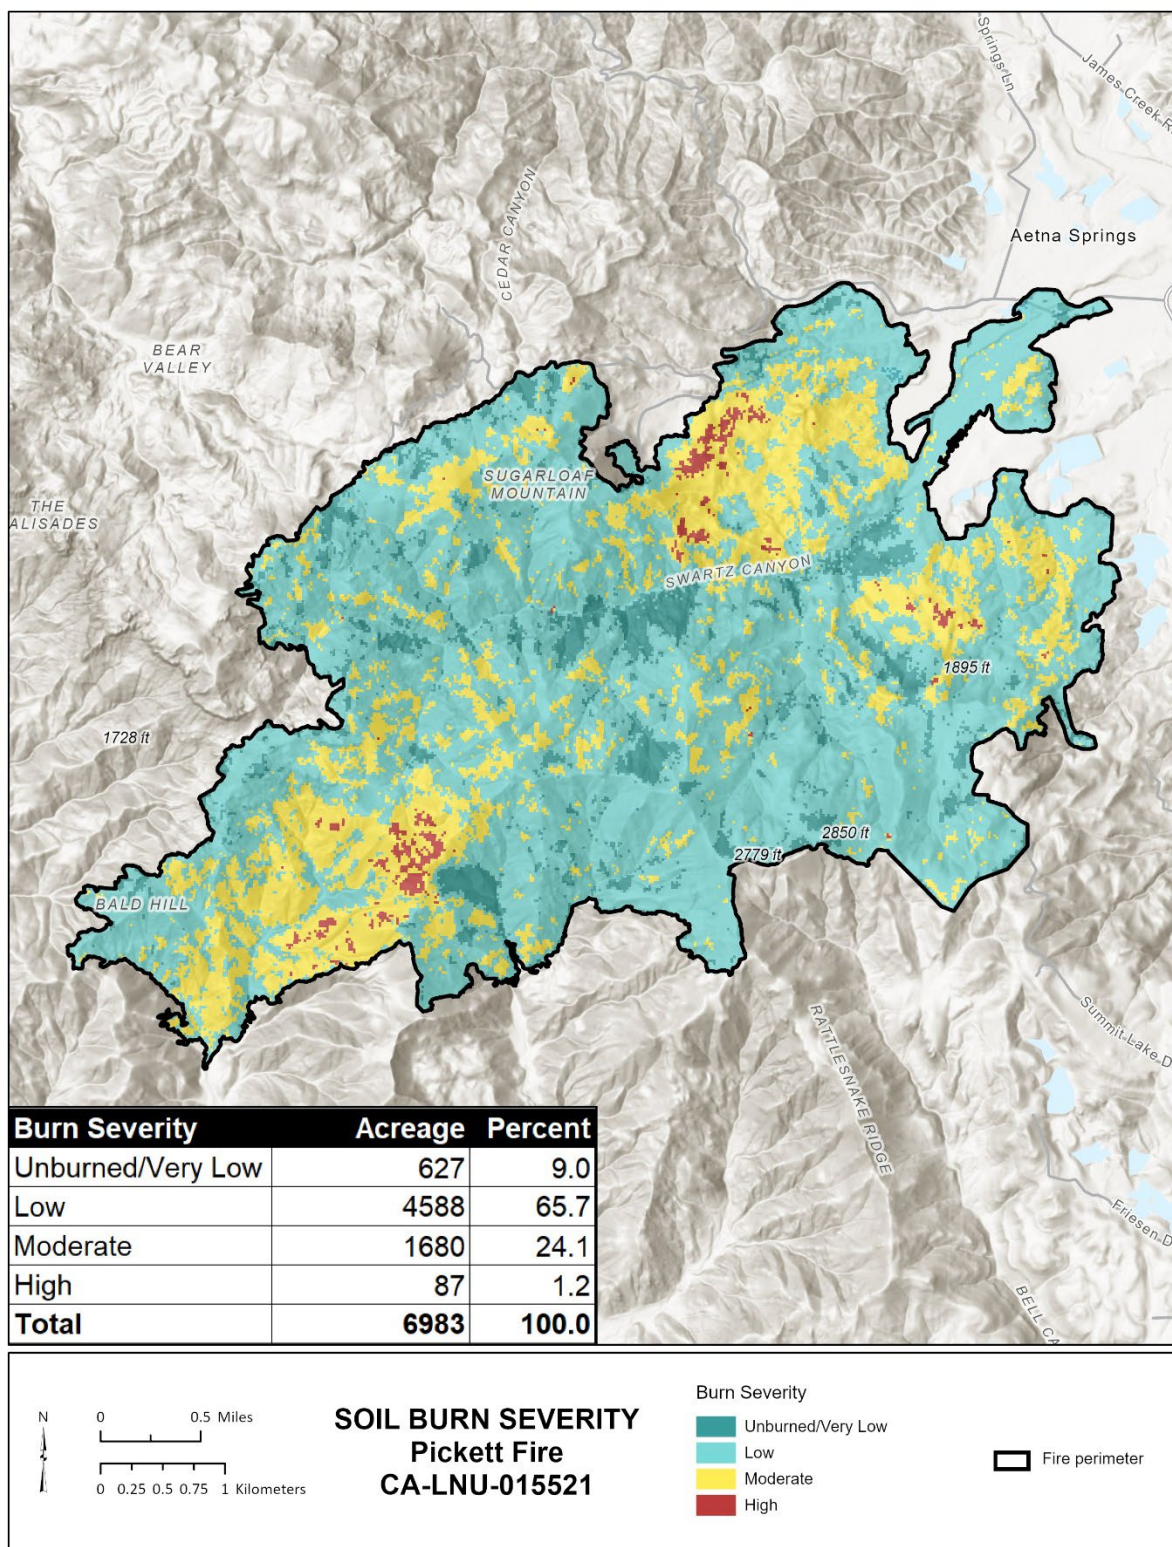 Springs Ln
James Creek R
Aetna Springs
CEDAR CANYON
BEAR
VALLEY
SUGARLOAF
MOUNTAIN
THE
ALISADES
SWARTZ CANYON
1895 ft
1728 ft
2850 ft
2779 ft
BALD HILL
RATTLESNAKE RIDGE
Summit Lake D
Friesen D
BELL CA
Burn Severity Acreage Percent
Unburned/Very Low 627 9.0
Low 4588 65.7
Moderate 1680 24.1
High 87 1.2
Total 6983 100.0
N
0 0.5 Miles
0 0.25 0.5 0.75 1 Kilometers
SOIL BURN SEVERITY
Pickett Fire
CA-LNU-015521
Burn Severity
Unburned/Very Low
Low
Moderate
High
Fire perimeter